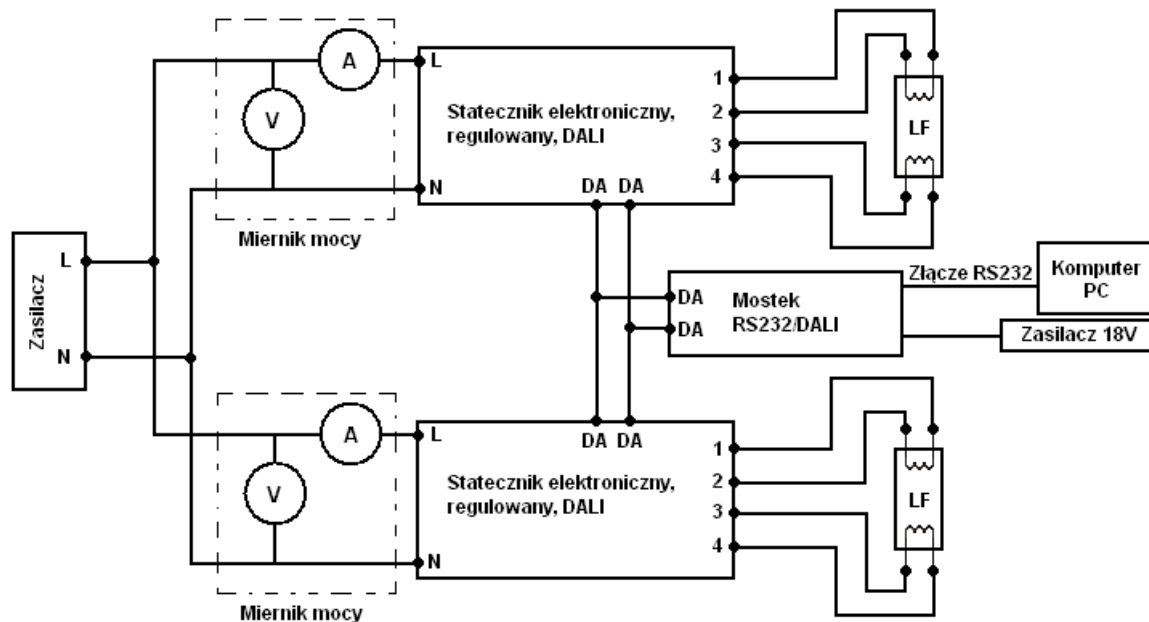 A
L
1
Statecznik elektroniczny,
regulowany, DALI
V
2
LF
3
4
N
DA DA
Miernik mocy
L
Zasilacz
N
DA
DA
Mostek
RS232/DALI
Złącze RS232
Komputer
PC
Zasilacz 18V
A
L
DA DA
1
Statecznik elektroniczny,
regulowany, DALI
V
2
LF
3
4
N
Miernik mocy